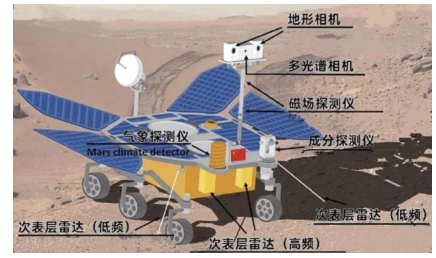 地形相机
多光谱相机
磁场探测仪
气象探测仪
Mars climate detector
成分探测仪
次表层雷达（低频）
次表层雷达（低频）
次表层雷达（高频）